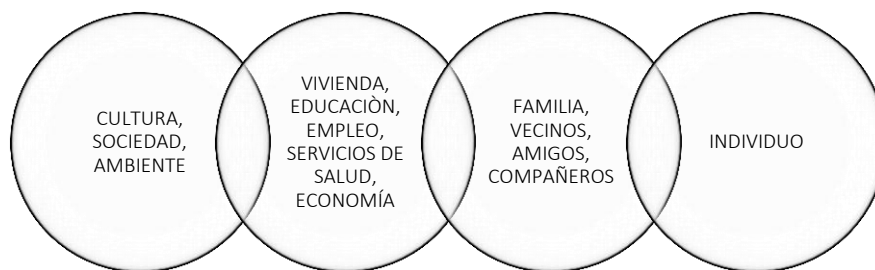 CULTURA,
SOCIEDAD,
AMBIENTE
VIVIENDA,
EDUCACIÒN,
EMPLEO,
SERVICIOS DE
SALUD,
ECONOMÍA
FAMILIA,
VECINOS,
AMIGOS,
COMPAÑEROS
INDIVIDUO